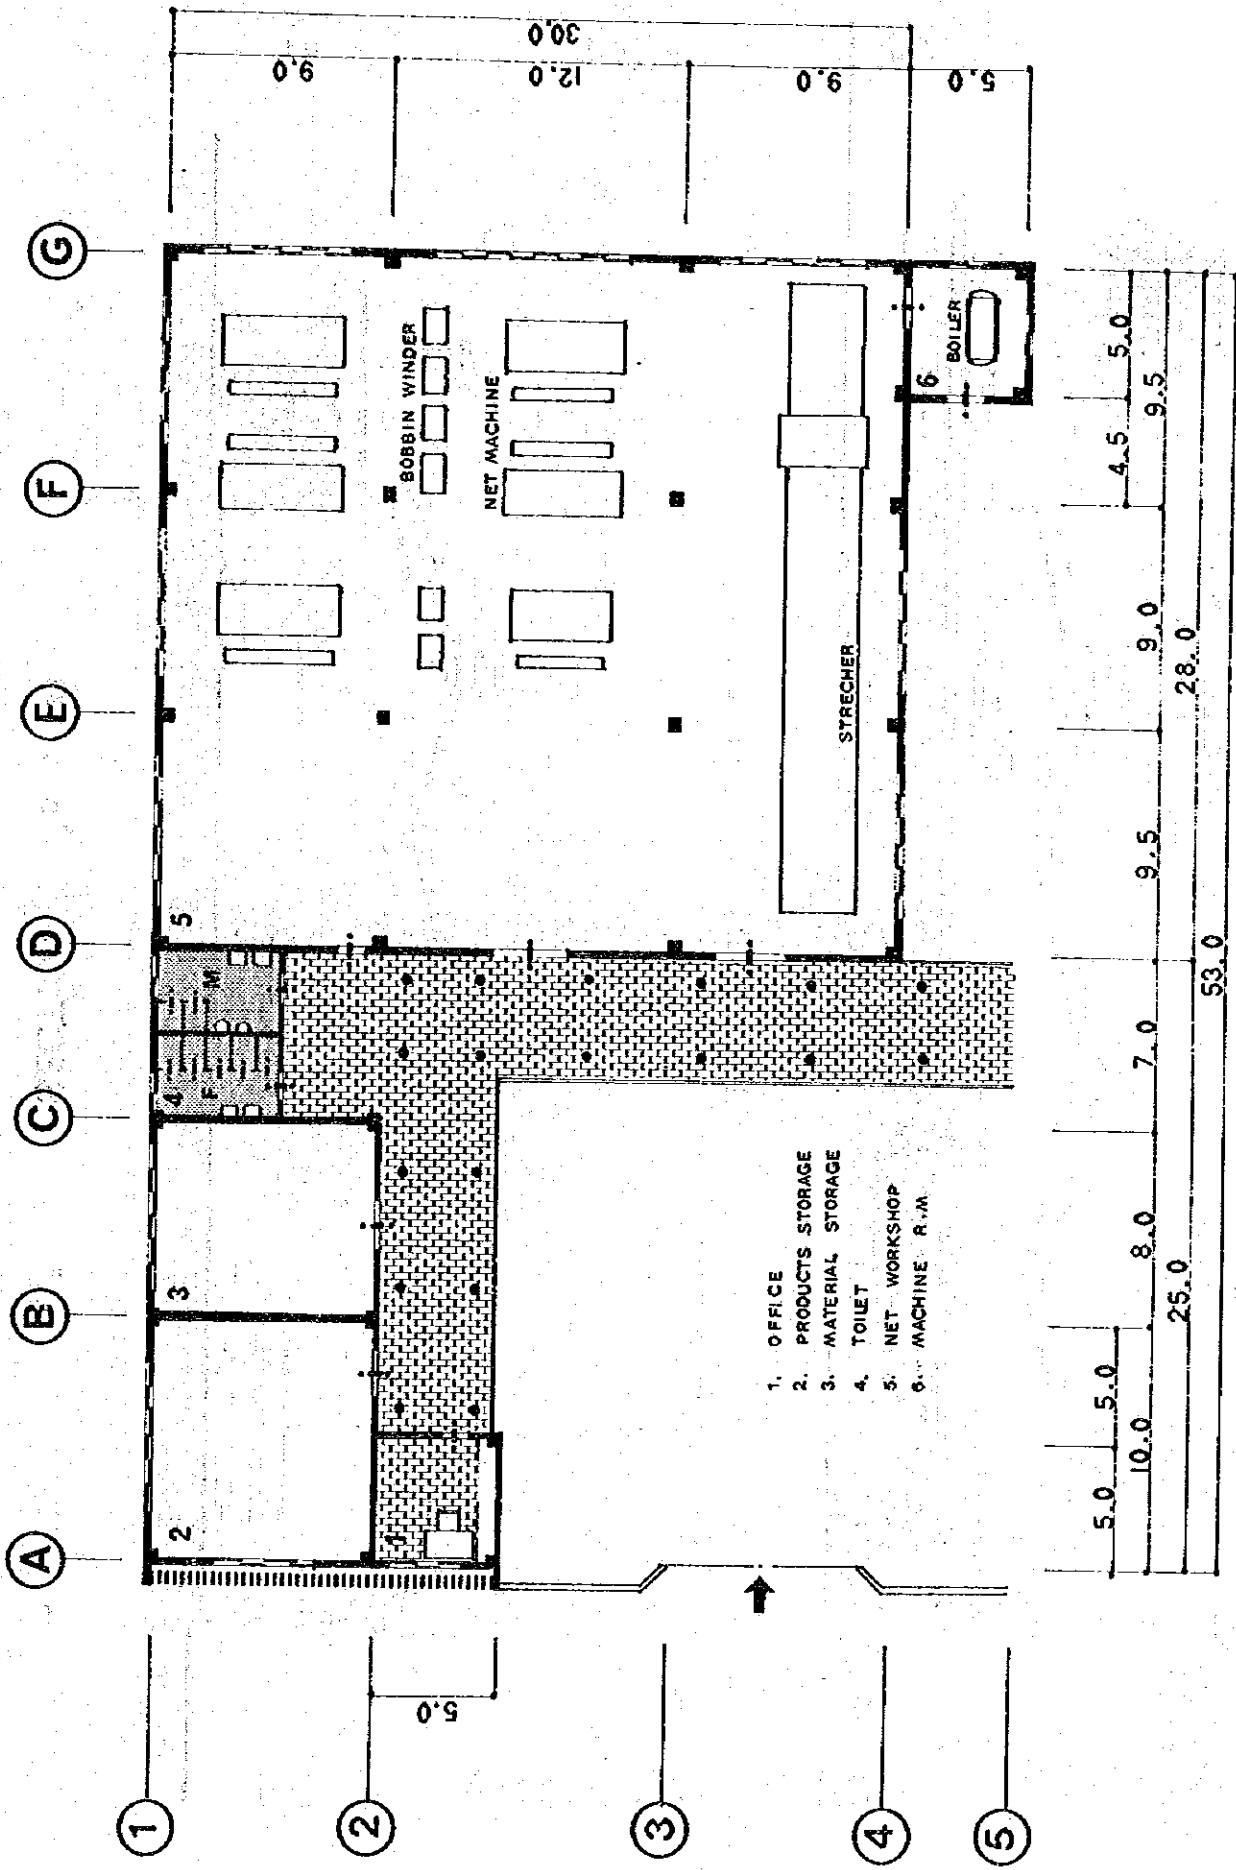 A
B
C
D
E
F
G
1
2
3
4
5
30.0
9.0
12.0
9.0
5.0
5.0
2
3
4
F
M
5
6
BOBBIN WINDER
NET MACHINE
STRECHER
BOILER
1. OFFICE
2. PRODUCTS STORAGE
3. MATERIAL STORAGE
4. TOILET
5. NET WORKSHOP
6. MACHINE R.M.
5.0 5.0 4.5 5.0
10.0 8.0 7.0 9.5 9.0 9.5
25.0 28.0
53.0